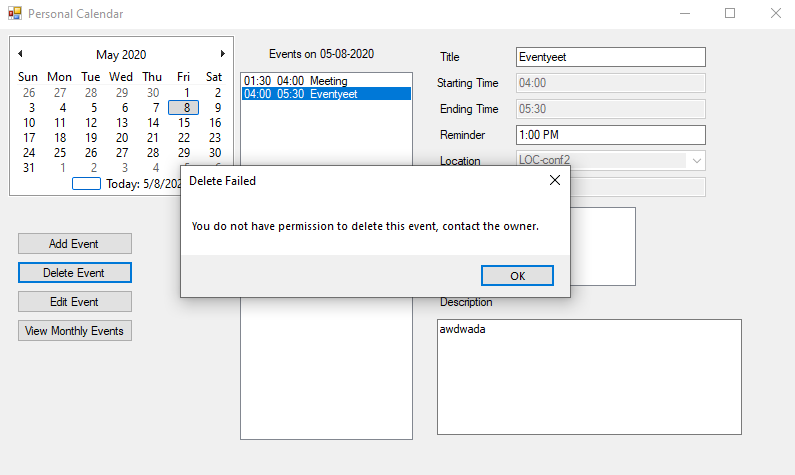 Personal Calendar
May 2020
Sun Mon Tue Wed Thu Fri Sat
26 27 28 29 30 1 2
3 4 5 6 7 8 9
10 11 12 13 14 15 16
17 18 19 20 21 22 23
24 25 26 27 28 29 30
31 1 2 3 4
Today: 5/8/202
Add Event
Delete Event
Edit Event
View Monthly Events
Events on 05-08-2020
01:30 04:00 Meeting
04:00 05:30 Eventyeet
Title Eventyeet
Starting Time 04:00
Ending Time 05:30
Reminder 1:00 PM
Location LOC-conf2
Delete Failed
You do not have permission to delete this event, contact the owner.
OK
Description
awdwada